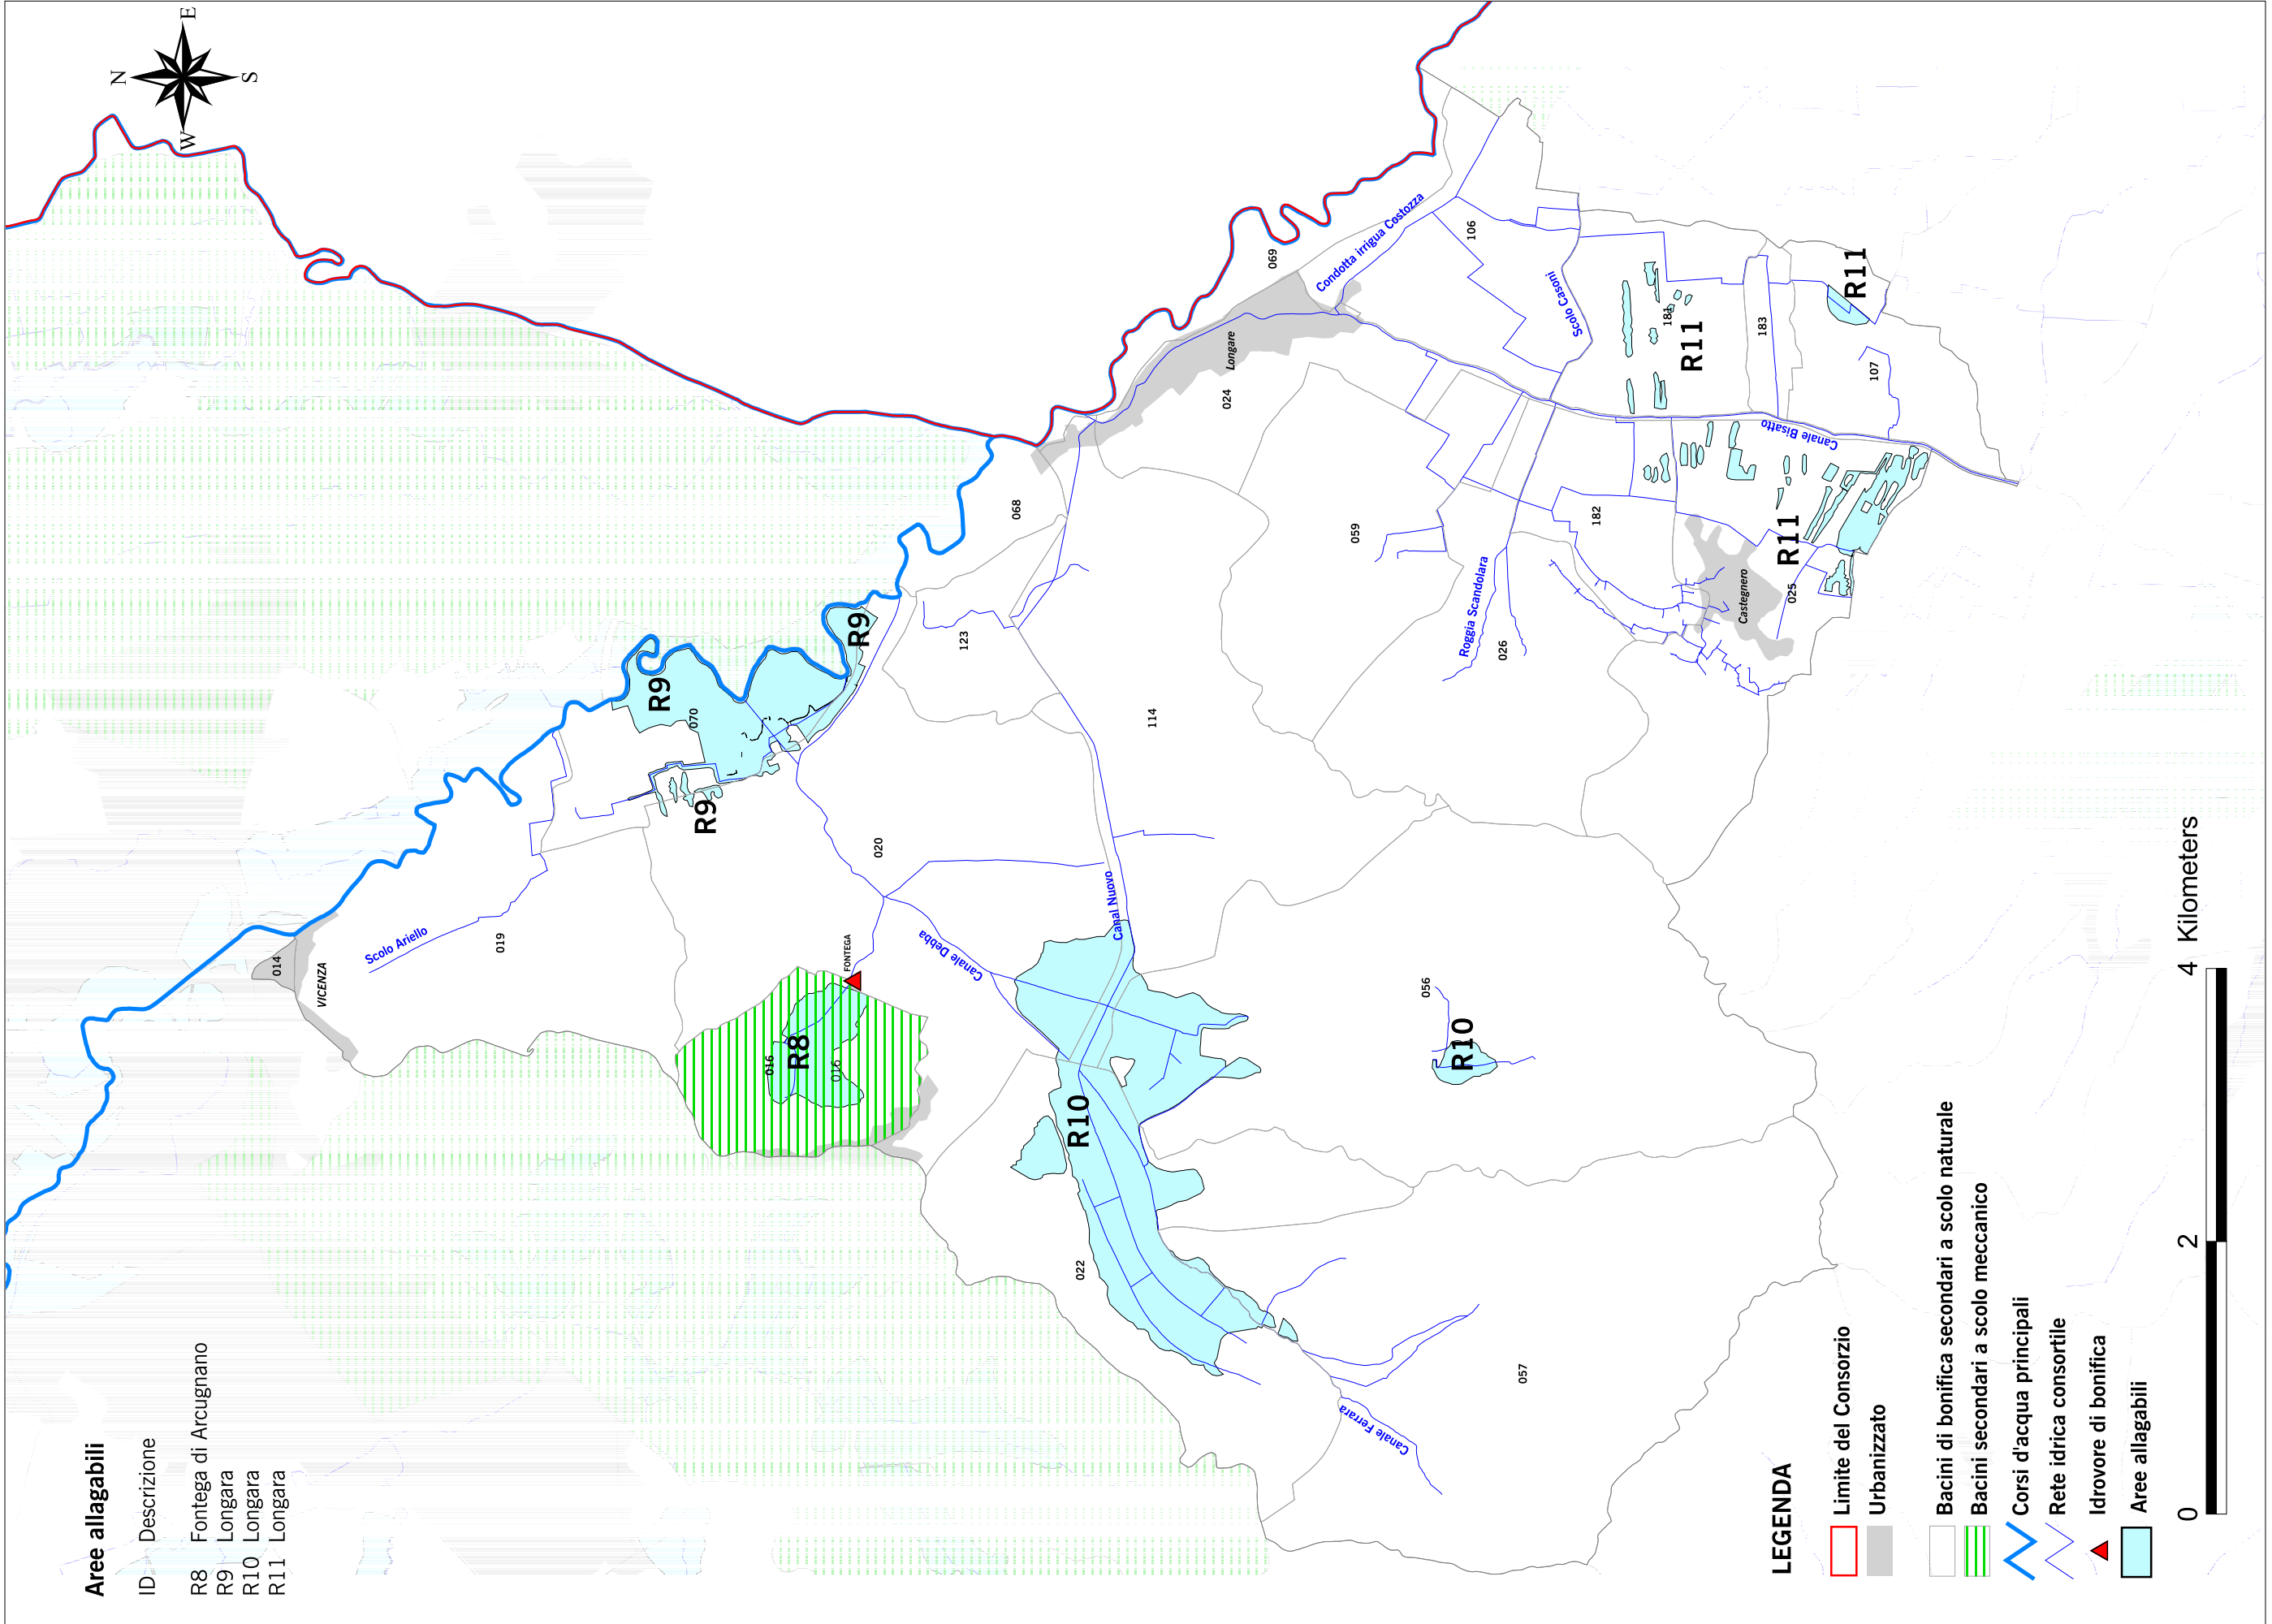 Aree allagabili
ID Descrizione
R8 Fontega di Arcugnano
R9 Longara
R10 Longara
R11 Longara
N
E
S
W
014
VICENZA
Scolo Ariello
019
R9
070
R9
R9
068
123
020
FONTEGA
016
R8
016
Canale Debba
Canal Nuovo
114
R10
022
R10
056
057
Canale Ferrara
069
Longare
024
Condotta irrigua Costozza
106
Scolo Casoni
059
Roggia Scandolara
026
182
181
R11
183
R11
107
Canale Bisatto
R11
025
Castegnero
LEGENDA
Limite del Consorzio
Urbanizzato
Bacini di bonifica secondari a scolo naturale
Bacini secondari a scolo meccanico
Corsi d'acqua principali
Rete idrica consortile
Idrovore di bonifica
Aree allagabili
0 2 4 Kilometers